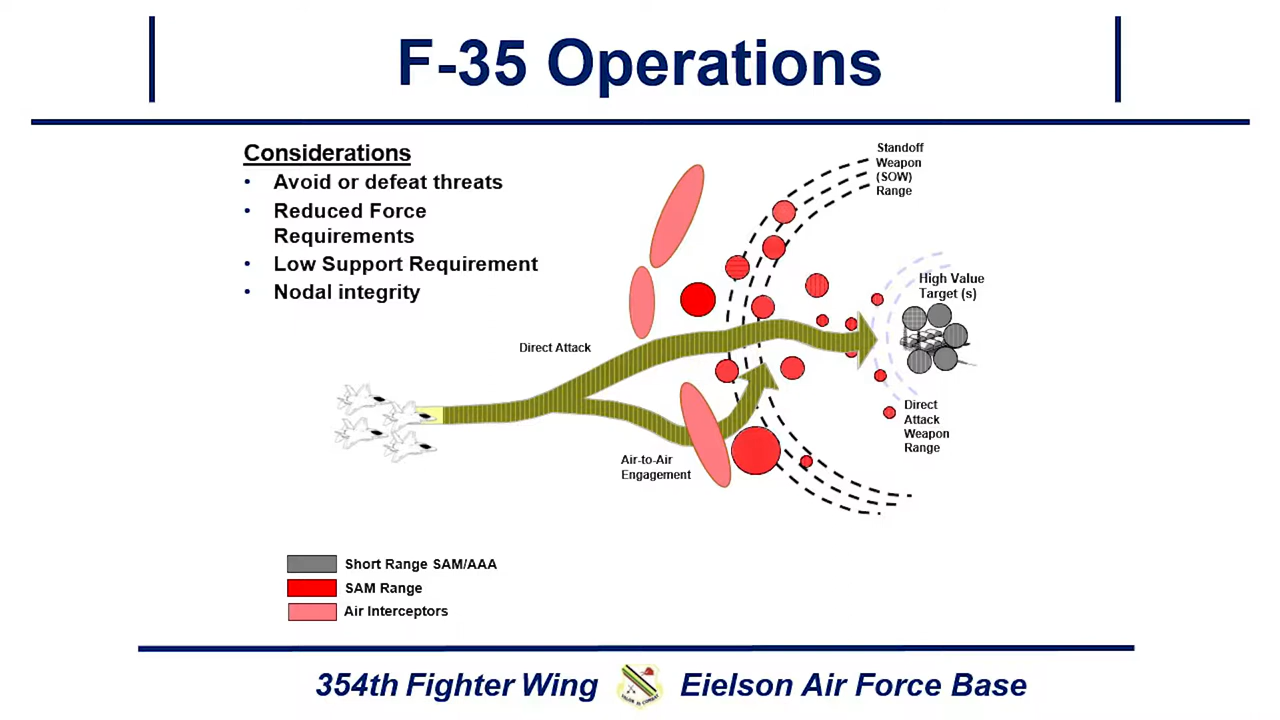 F-35 Operations
Considerations
• Avoid or defeat threats
• Reduced Force
Requirements
• Low Support Requirement
• Nodal integrity
Standoff
Weapon
(SOW)
Range
High Value
Target (s)
Direct Attack
Direct
Attack
Weapon
Range
Air-to-Air
Engagement
Short Range SAM/AAA
SAM Range
Air Interceptors
354th Fighter Wing
Eielson Air Force Base